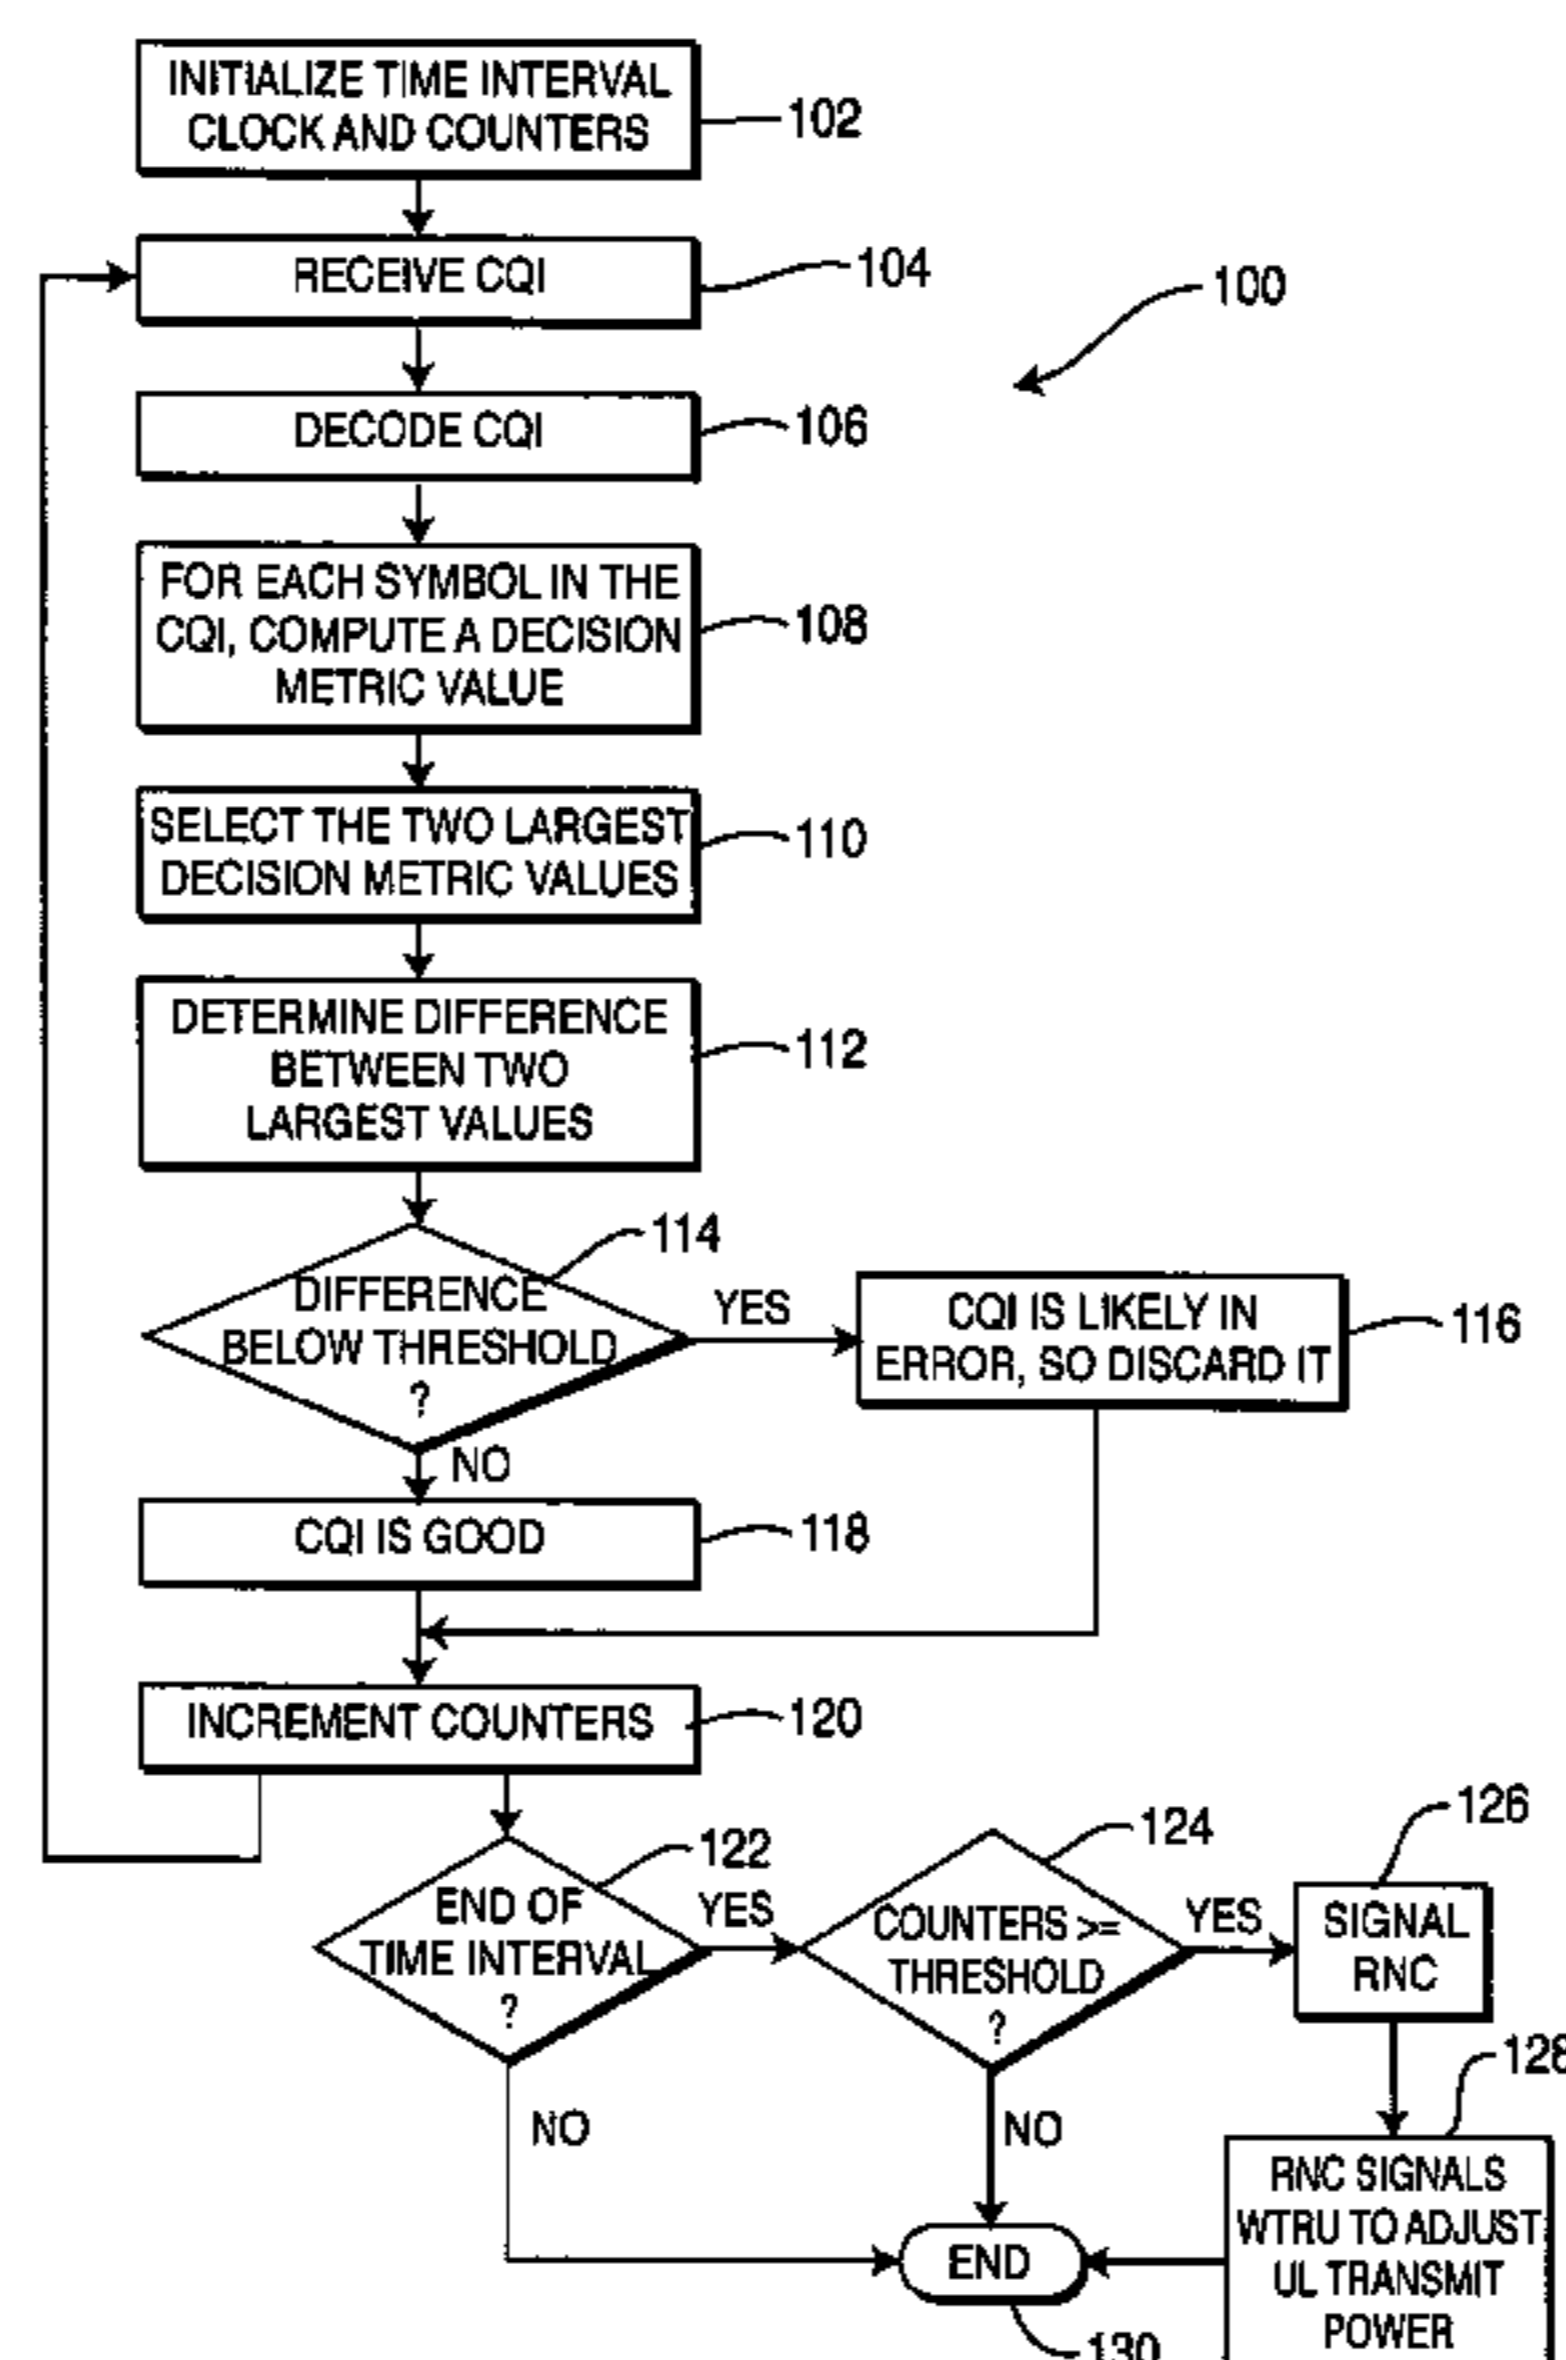 INITIALIZE TIME INTERVAL
CLOCK AND COUNTERS
102
RECEIVE CQI
104
100
DECODE CQI
106
FOR EACH SYMBOL IN THE
CQI, COMPUTE A DECISION
METRIC VALUE
108
SELECT THE TWO LARGEST
DECISION METRIC VALUES
110
DETERMINE DIFFERENCE
BETWEEN TWO
LARGEST VALUES
112
114
DIFFERENCE
BELOW THRESHOLD
?
YES
CQI IS LIKELY IN
ERROR, SO DISCARD IT
116
NO
CQI IS GOOD
118
INCREMENT COUNTERS
120
122
END OF
TIME INTERVAL
?
YES
124
COUNTERS >=
THRESHOLD
?
YES
126
SIGNAL
RNC
128
NO
NO
RNC SIGNALS
WTRU TO ADJUST
UL TRANSMIT
POWER
END
130